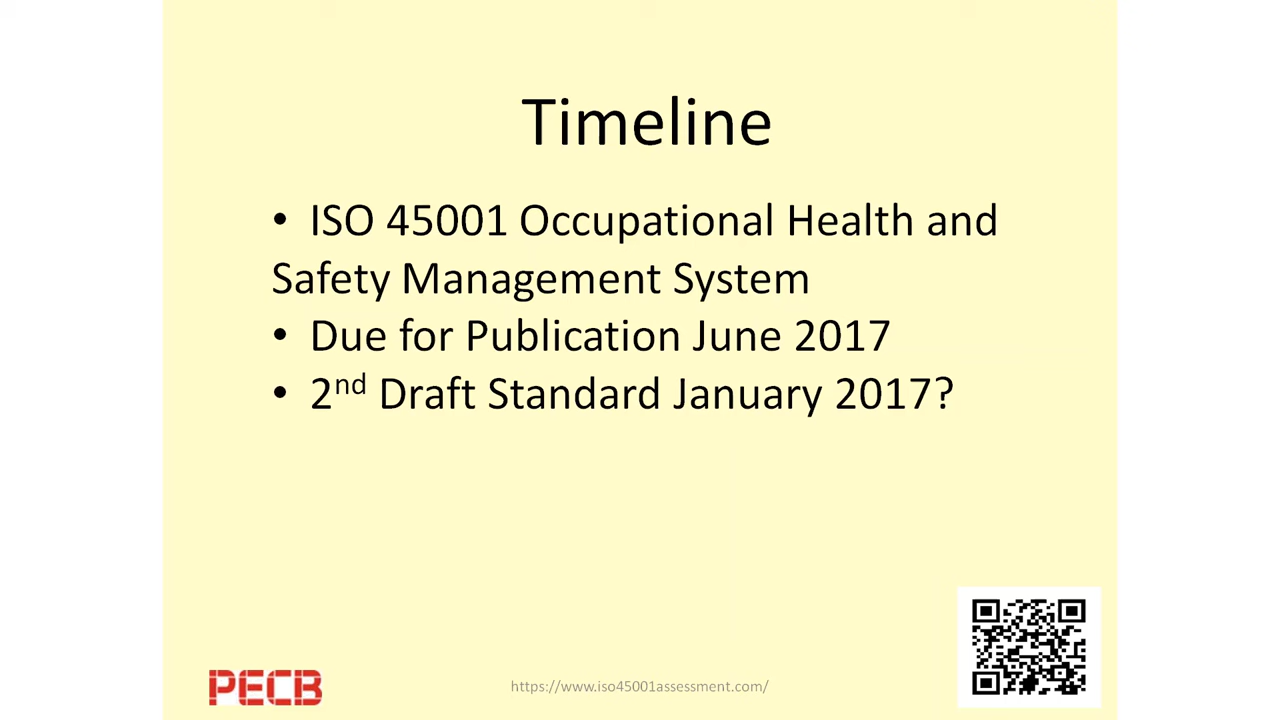 Timeline
• ISO 45001 Occupational Health and
Safety Management System
• Due for Publication June 2017
• 2nd Draft Standard January 2017?
PECB
https://www.iso45001assessment.com/